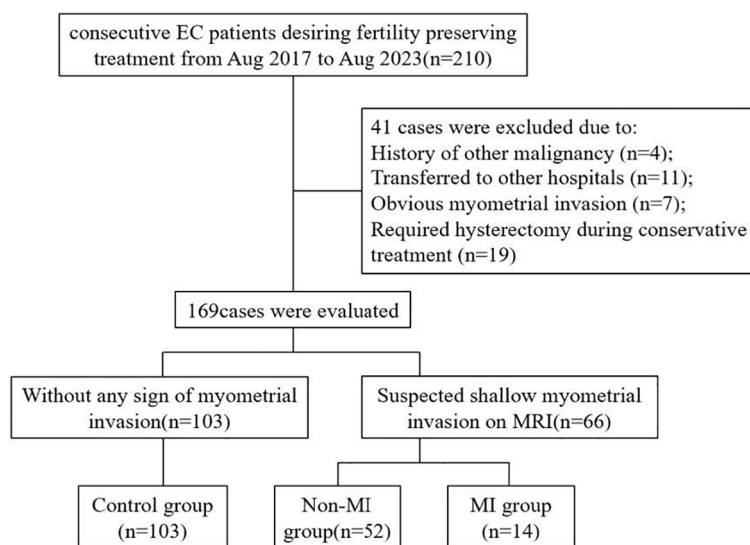 consecutive EC patients desiring fertility preserving
treatment from Aug 2017 to Aug 2023(n=210)
41 cases were excluded due to:
History of other malignancy (n=4);
Transferred to other hospitals (n=11);
Obvious myometrial invasion (n=7);
Required hysterectomy during conservative
treatment (n=19)
169cases were evaluated
Without any sign of myometrial
invasion(n=103)
Suspected shallow myometrial
invasion on MRI(n=66)
Control group
(n=103)
Non-MI
group(n=52)
MI group
(n=14)